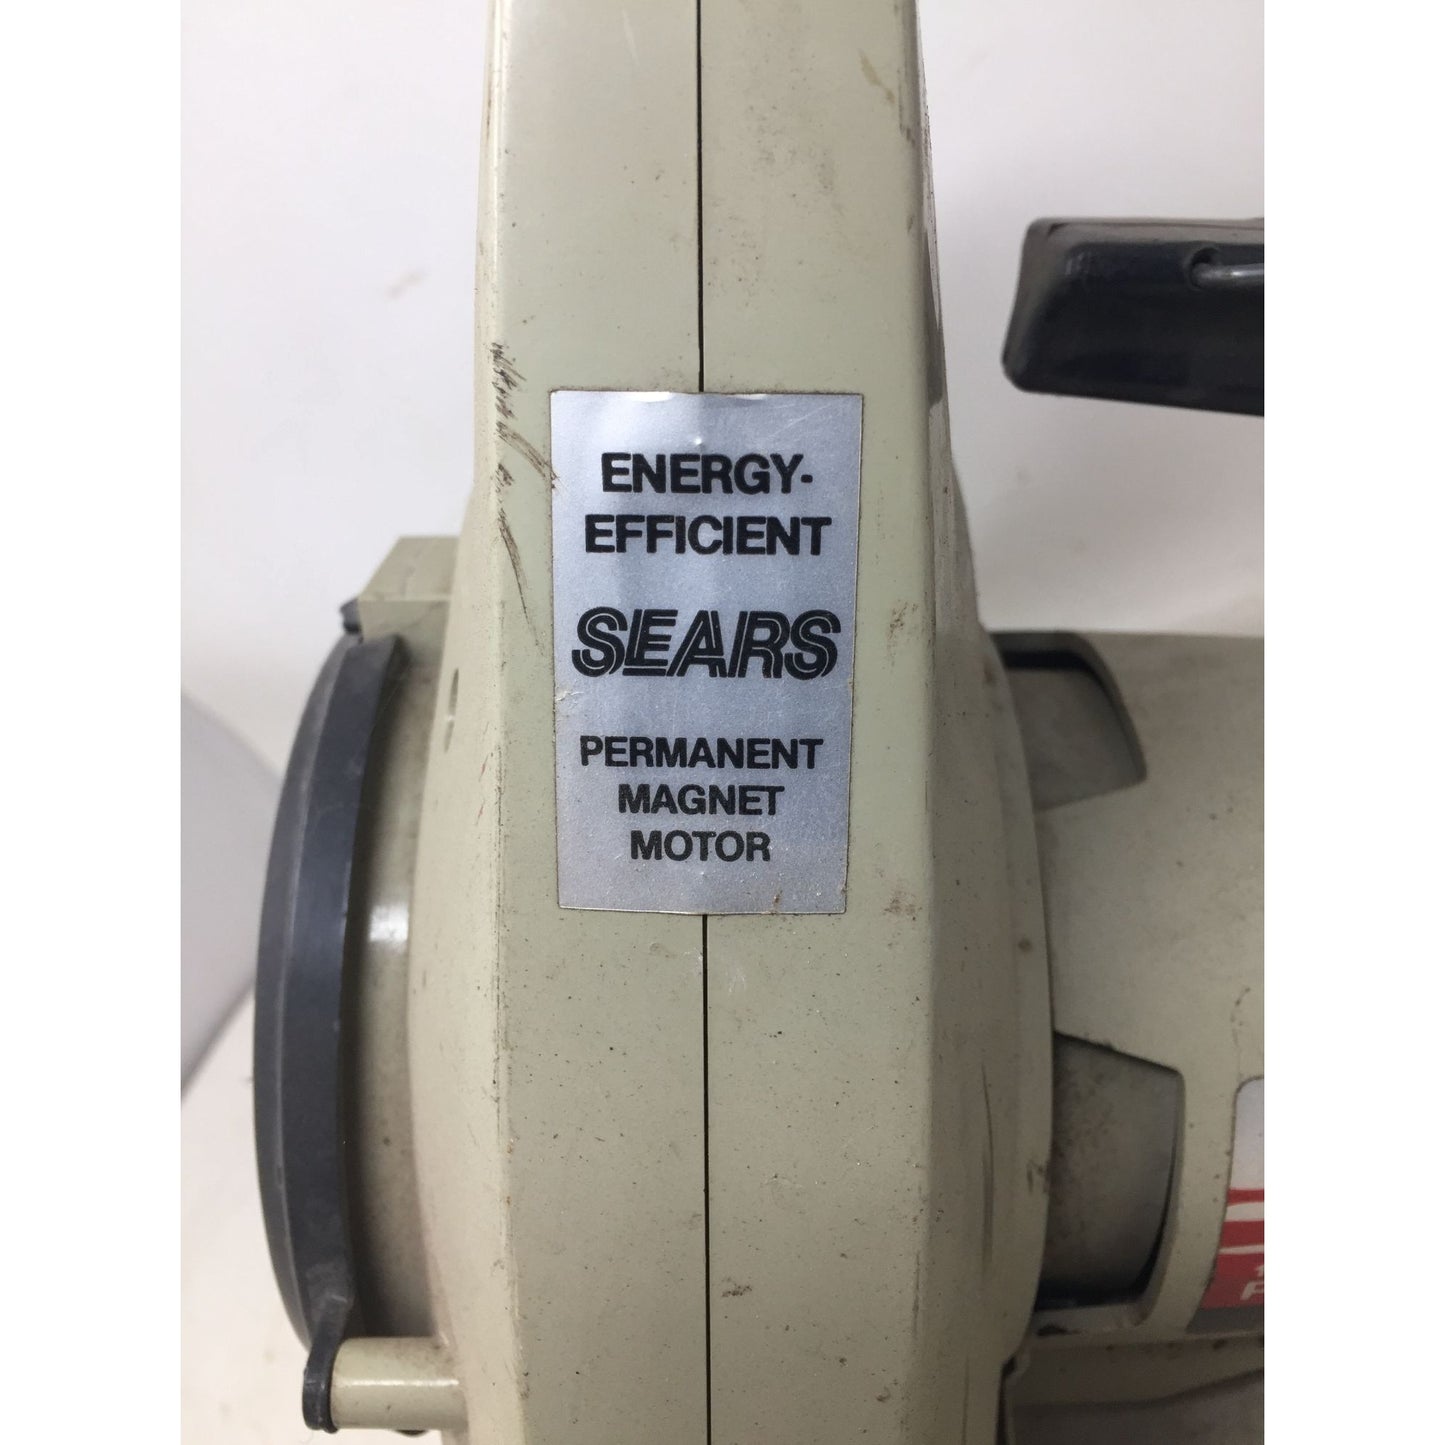 ENERGY-
EFFICIENT
SEARS
PERMANENT
MAGNET
MOTOR